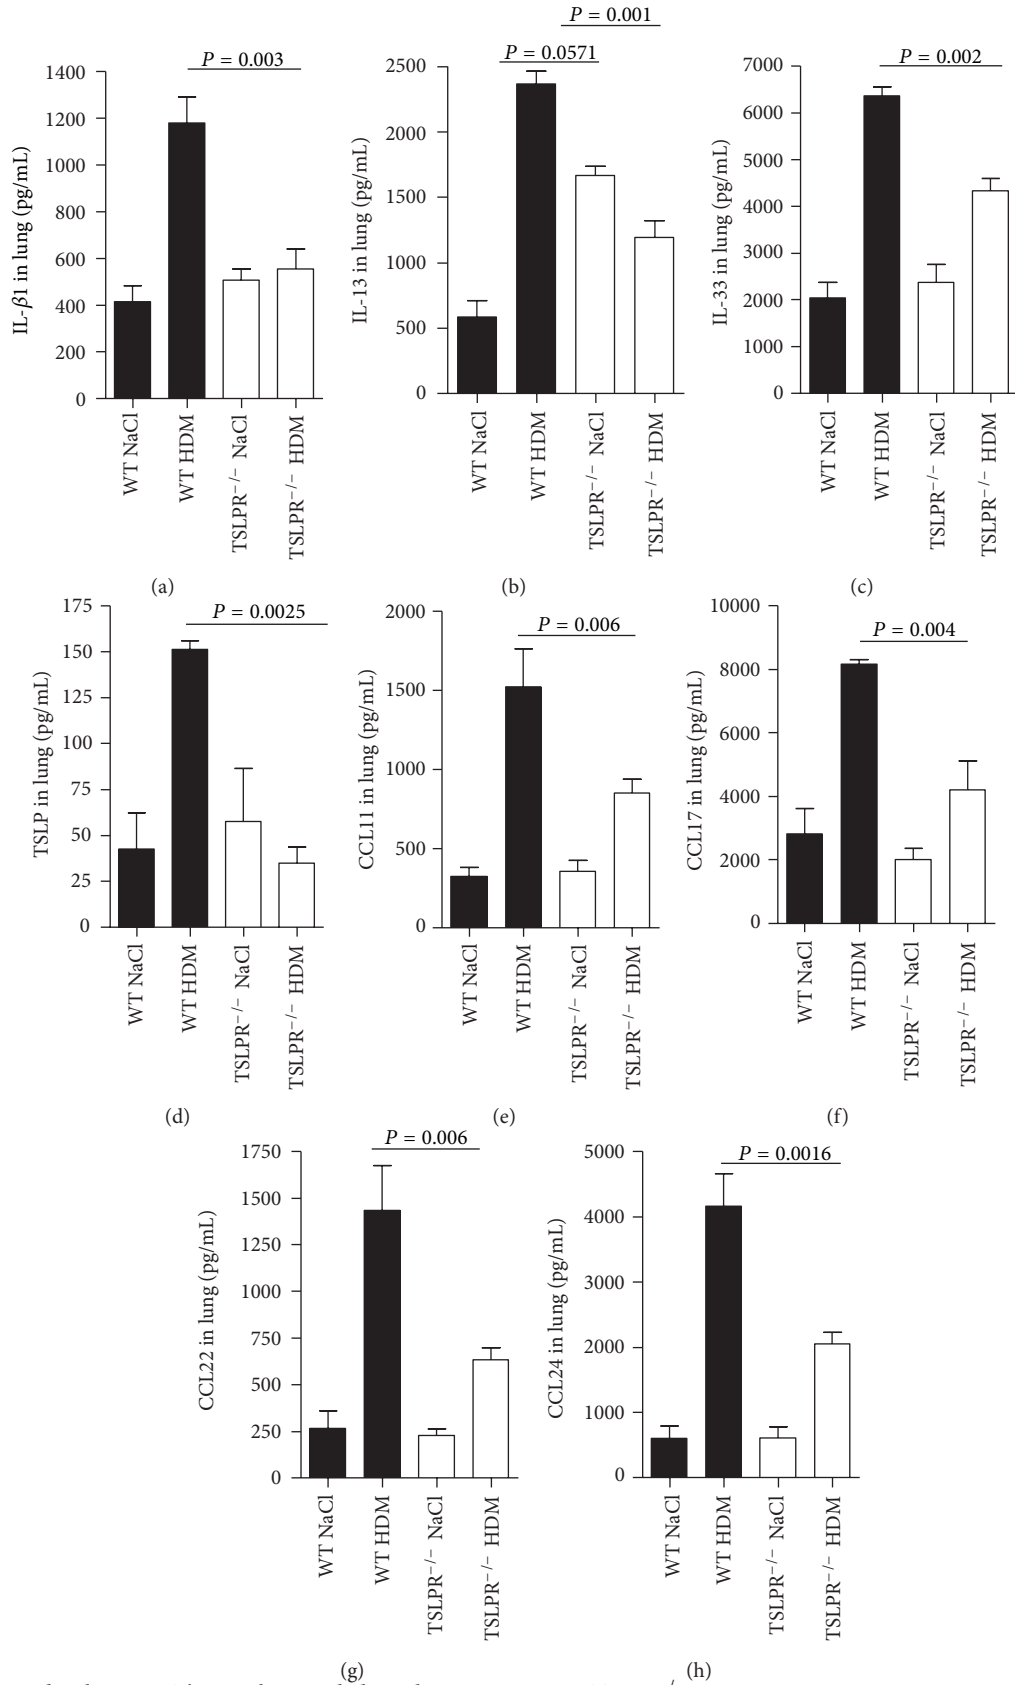 P = 0.003
1400
1200
1000
800
600
400
200
0
IL-β1 in lung (pg/mL)
WT NaCl
WT HDM
TSLPR−/− NaCl
TSLPR−/− HDM
(a)
P = 0.001
P = 0.0571
2500
2000
1500
1000
500
0
IL-13 in lung (pg/mL)
WT NaCl
WT HDM
TSLPR−/− NaCl
TSLPR−/− HDM
(b)
P = 0.002
7000
6000
5000
4000
3000
2000
1000
0
IL-33 in lung (pg/mL)
WT NaCl
WT HDM
TSLPR−/− NaCl
TSLPR−/− HDM
(c)
P = 0.0025
175
150
125
100
75
50
25
0
TSLP in lung (pg/mL)
WT NaCl
WT HDM
TSLPR−/− NaCl
TSLPR−/− HDM
(d)
P = 0.006
2000
1500
1000
500
0
CCL11 in lung (pg/mL)
WT NaCl
WT HDM
TSLPR−/− NaCl
TSLPR−/− HDM
(e)
P = 0.004
10000
8000
6000
4000
2000
0
CCL17 in lung (pg/mL)
WT NaCl
WT HDM
TSLPR−/− NaCl
TSLPR−/− HDM
(f)
P = 0.006
1750
1500
1250
1000
750
500
250
0
CCL22 in lung (pg/mL)
WT NaCl
WT HDM
TSLPR−/− NaCl
TSLPR−/− HDM
(g)
P = 0.0016
5000
4000
3000
2000
1000
0
CCL24 in lung (pg/mL)
WT NaCl
WT HDM
TSLPR−/− NaCl
TSLPR−/− HDM
(h)